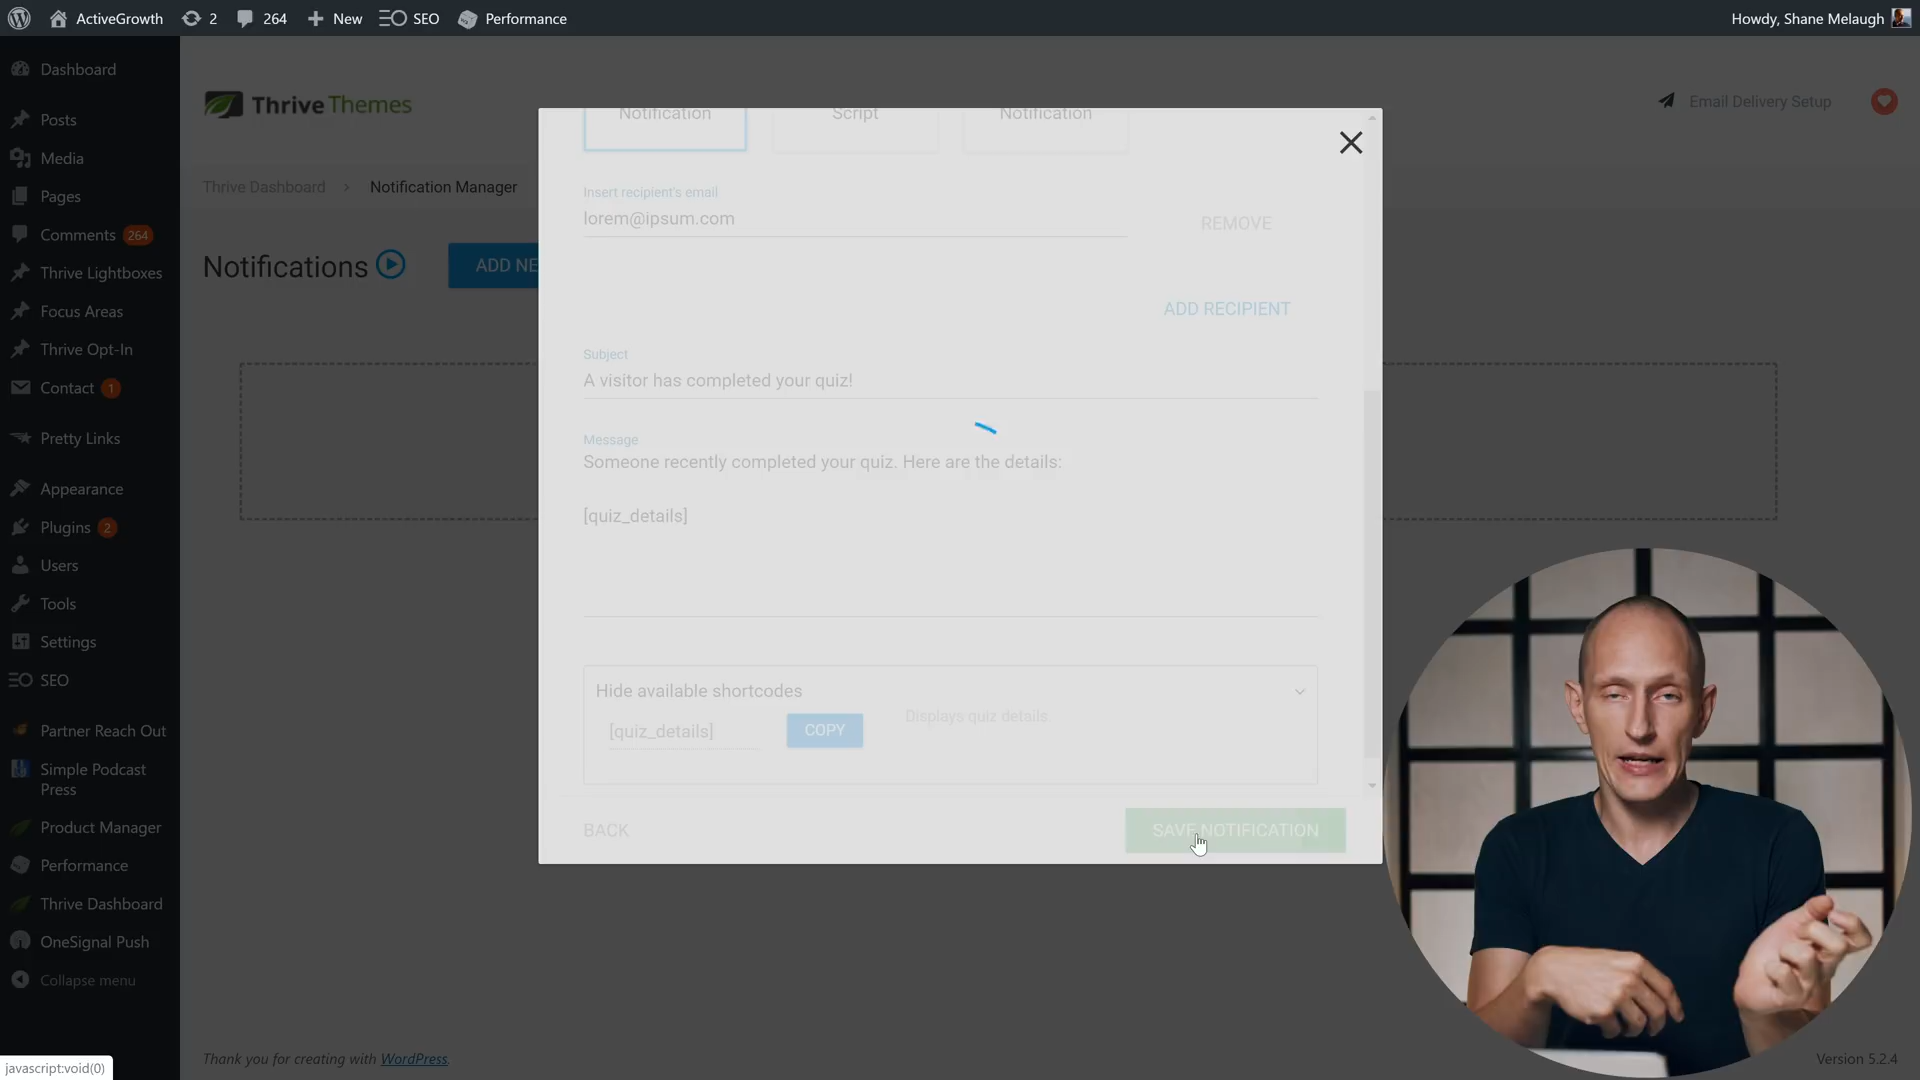 ActiveGrowth
2
264
New
SEO
Performance
Howdy, Shane Melaugh
Dashboard
Posts
Media
Pages
Comments 264
Thrive Lightboxes
Focus Areas
Thrive Opt-In
Contact 1
Pretty Links
Appearance
Plugins 2
Users
Tools
Settings
SEO
Partner Reach Out
Simple Podcast
Press
Product Manager
Performance
Thrive Dashboard
OneSignal Push
Collapse menu
Thrive Themes
Email Delivery Setup
Thrive Dashboard > Notification Manager
Notifications
ADD NE
Notification
Script
Notification
Insert recipient's email
lorem@ipsum.com
REMOVE
ADD RECIPIENT
Subject
A visitor has completed your quiz!
Message
Someone recently completed your quiz. Here are the details:
[quiz_details]
Hide available shortcodes
[quiz_details]
COPY
Displays quiz details
BACK
SAVE NOTIFICATION
Thank you for creating with WordPress.
Version 5.2.4
javascript:void(0)